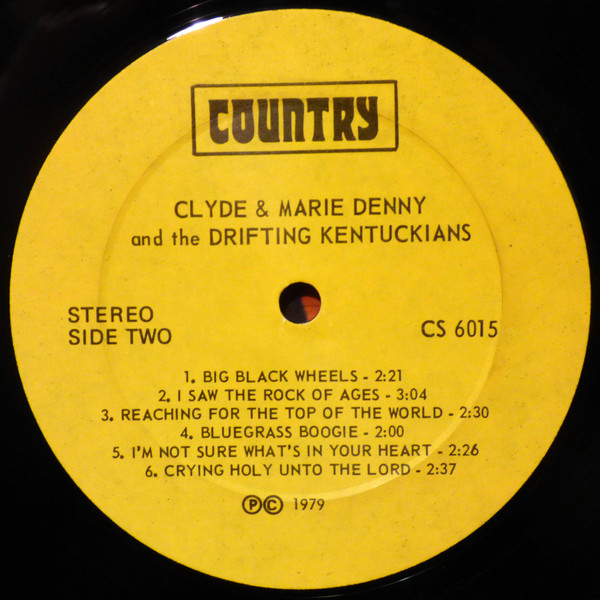 COUNTRY
CLYDE & MARIE DENNY
and the DRIFTING KENTUCKIANS
STEREO
SIDE TWO
CS 6015
1. BIG BLACK WHEELS - 2:21
2. I SAW THE ROCK OF AGES - 3:04
3. REACHING FOR THE TOP OF THE WORLD - 2:30
4. BLUEGRASS BOOGIE - 2:00
5. I'M NOT SURE WHAT'S IN YOUR HEART - 2:26
6. CRYING HOLY UNTO THE LORD - 2:37
Ⓟ© 1979